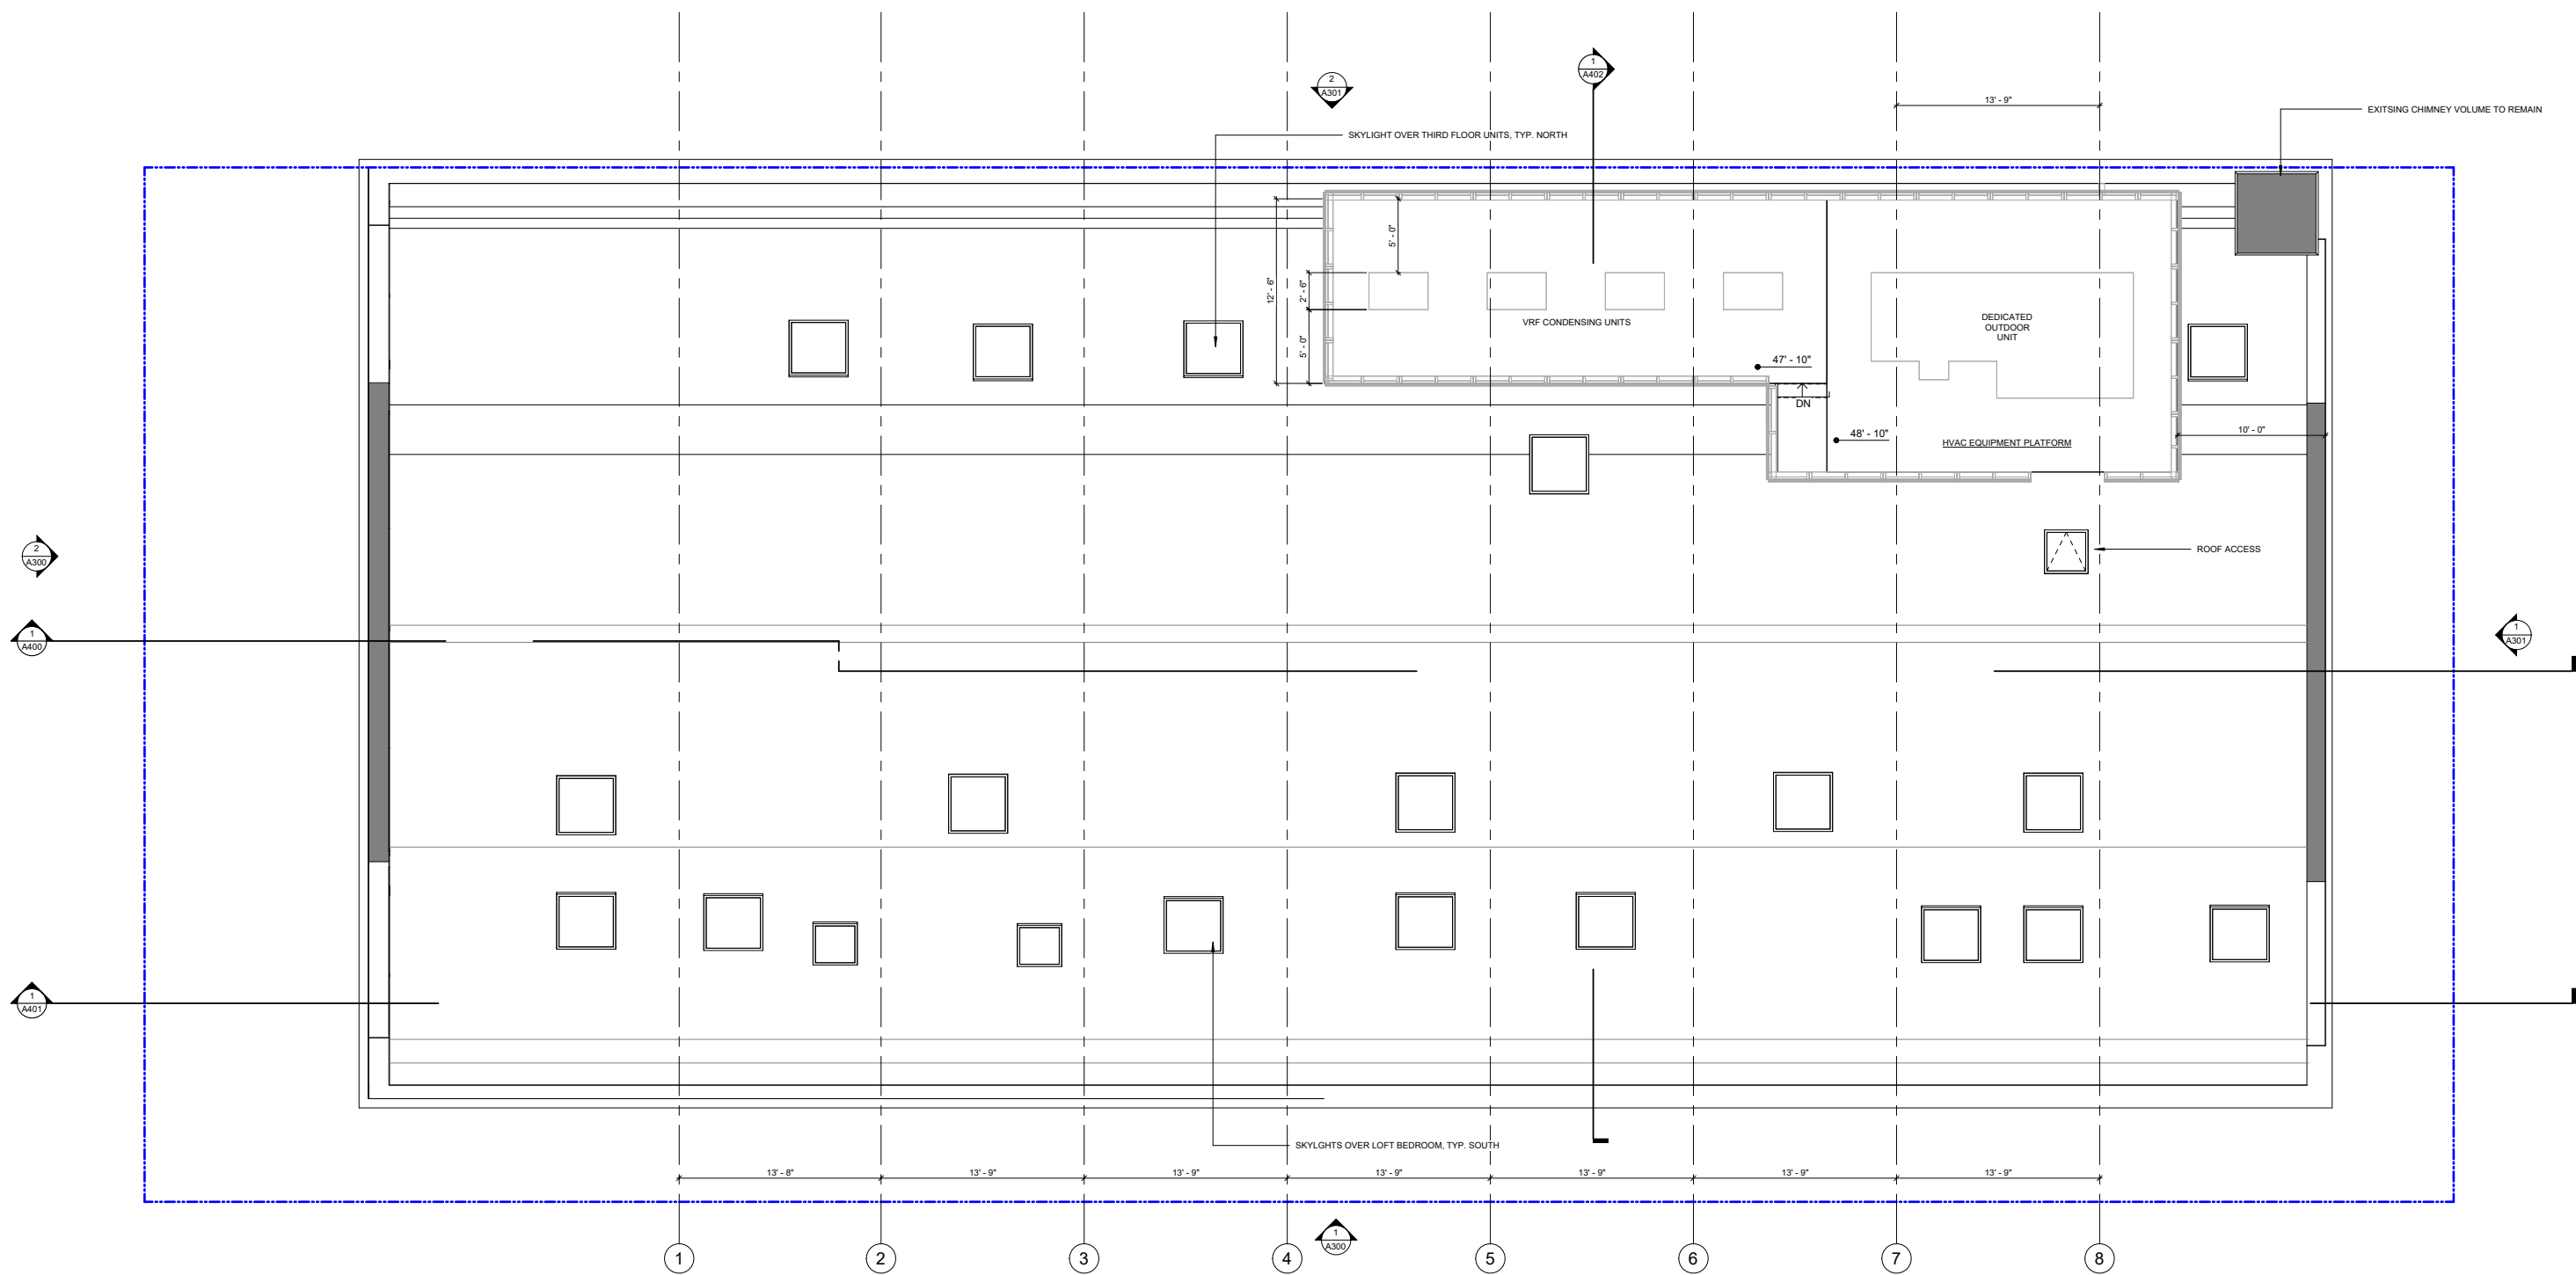 1
A402
2
A301
13' - 9"
EXITSING CHIMNEY VOLUME TO REMAIN
SKYLIGHT OVER THIRD FLOOR UNITS, TYP. NORTH
5' - 0"
12' - 6"
2' - 6"
5' - 0"
VRF CONDENSING UNITS
DEDICATED
OUTDOOR
UNIT
47' - 10"
DN
48' - 10"
HVAC EQUIPMENT PLATFORM
10' - 0"
2
A300
ROOF ACCESS
1
A400
1
A301
1
A401
SKYLGHTS OVER LOFT BEDROOM, TYP. SOUTH
13' - 8"
13' - 9"
13' - 9"
13' - 9"
13' - 9"
13' - 9"
13' - 9"
1
A300
1
2
3
4
5
6
7
8